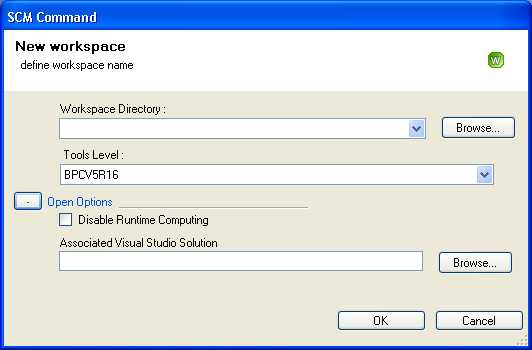 SCM Command
New workspace
define workspace name
W
Workspace Directory :
Browse...
Tools Level :
BPCV5R16
- Open Options
Disable Runtime Computing
Associated Visual Studio Solution
Browse...
OK Cancel